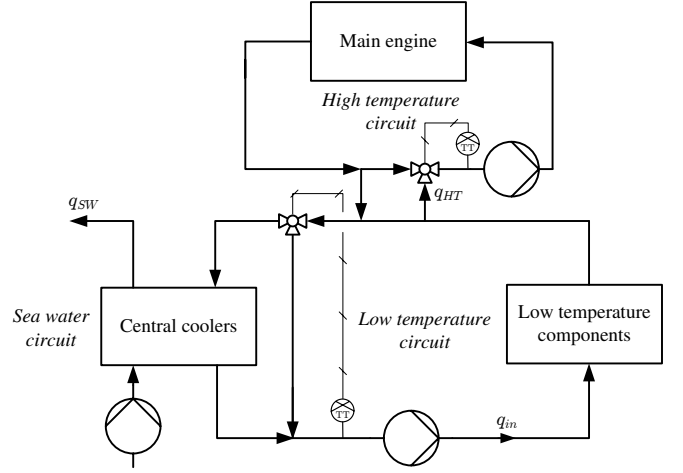 Main engine
High temperature
circuit
TT
q_HT
q_SW
Sea water
circuit
Central coolers
Low temperature
circuit
Low temperature
components
TT
q_in